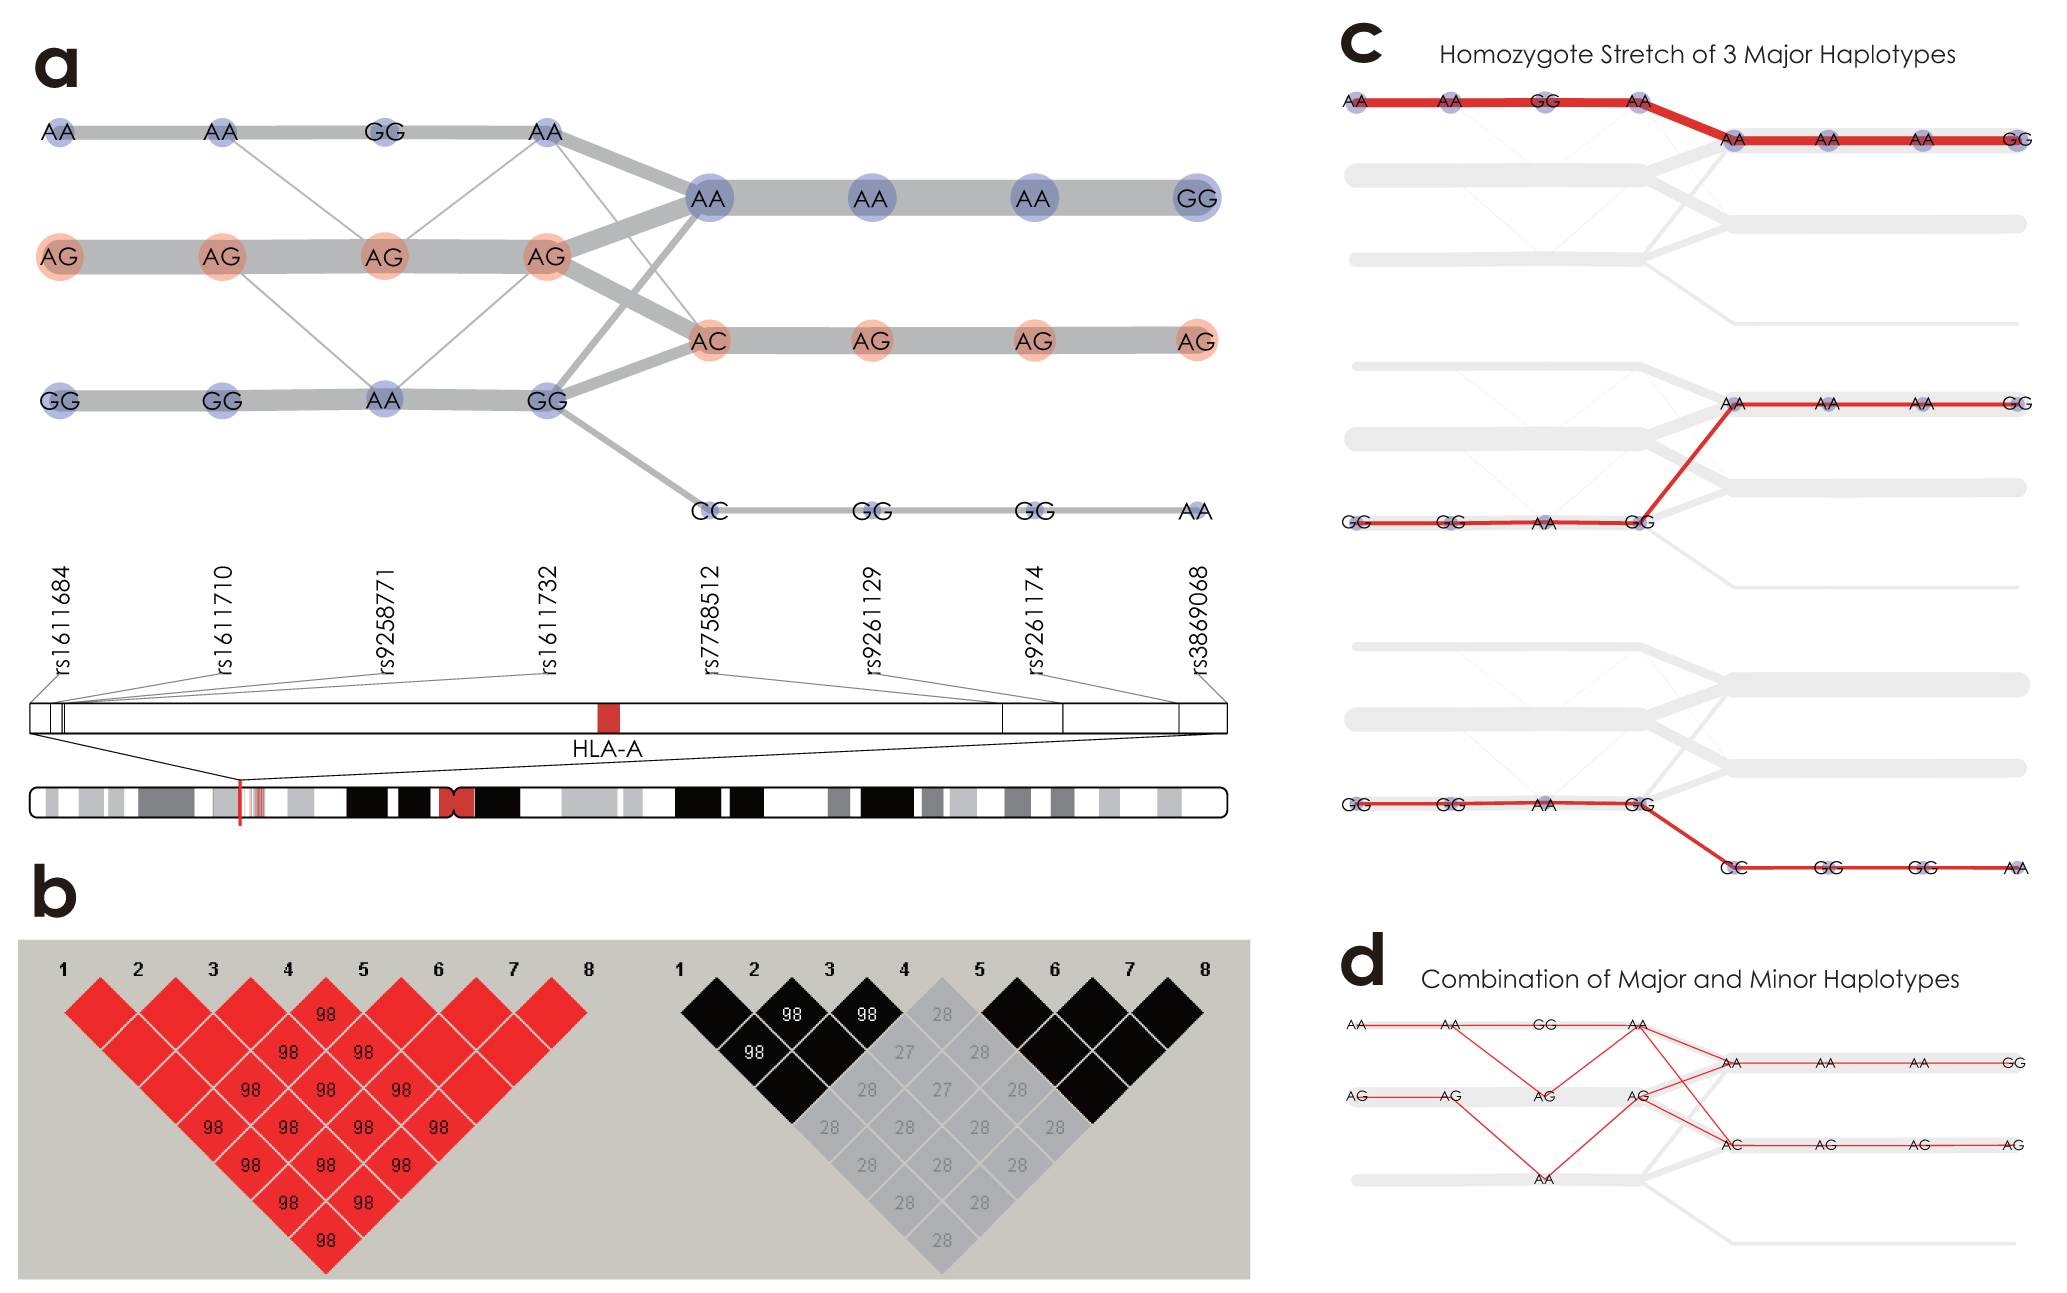 a
AA AA GG AA
AA AA AA GG
AG AG AG AG
AC AG AG AG
GG GG AA GG
CC GG GG AA
rs1611684 rs1611710 rs9258771 rs1611732 rs7758512 rs9261129 rs9261174 rs3869068
HLA-A
b
1 2 3 4 5 6 7 8
98
98 98
98 98 98
98 98 98 98
98 98 98
98 98
98
1 2 3 4 5 6 7 8
98 98 28
98 27 28
28 27 28
28 28 28 28
28 28 28
28 28
28
c
Homozygote Stretch of 3 Major Haplotypes
AA AA GG AA
AA AA AA GG
AA AA AA GG
GG GG AA GG
GG GG AA GG
CC GG GG AA
d
Combination of Major and Minor Haplotypes
AA AA GG AA
AA AA AA GG
AG AG AG AG
AC AG AG AG
AA